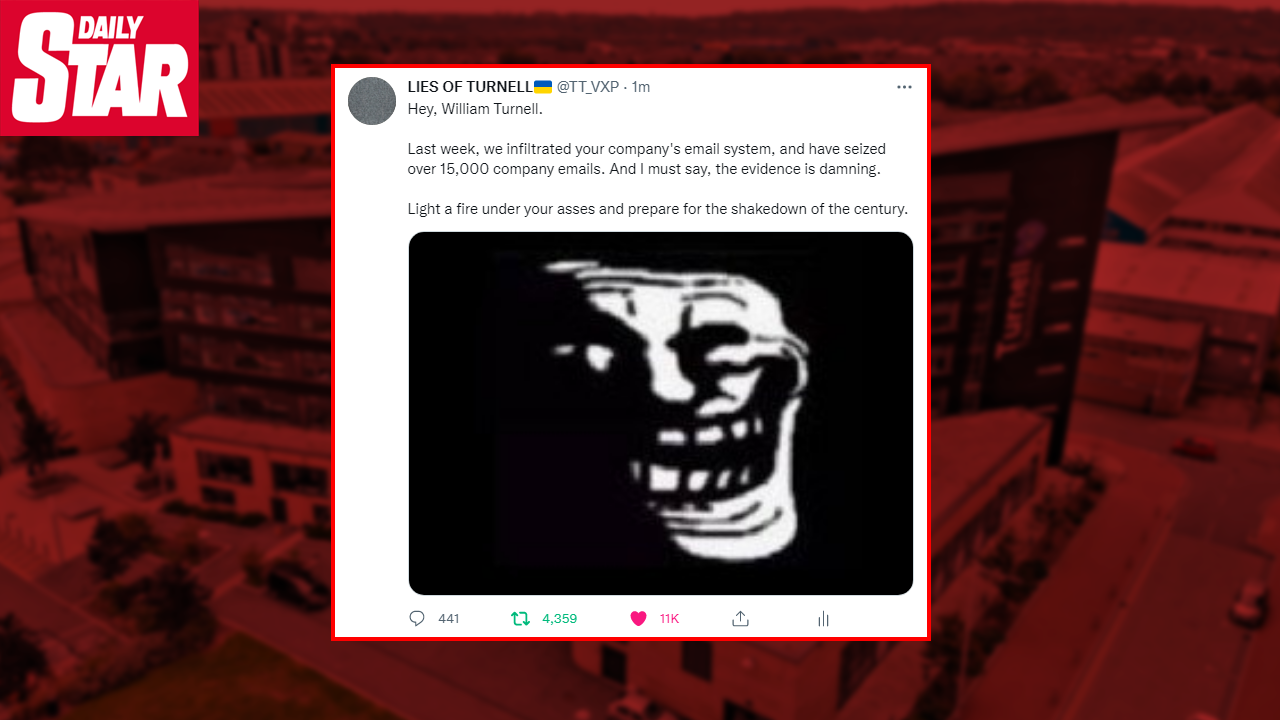 DAILY
STAR
LIES OF TURNELL🇺🇦 @TT_VXP · 1m
Hey, William Turnell.
Last week, we infiltrated your company's email system, and have seized
over 15,000 company emails. And I must say, the evidence is damning.
Light a fire under your asses and prepare for the shakedown of the century.
441 4,359 11K
turnell